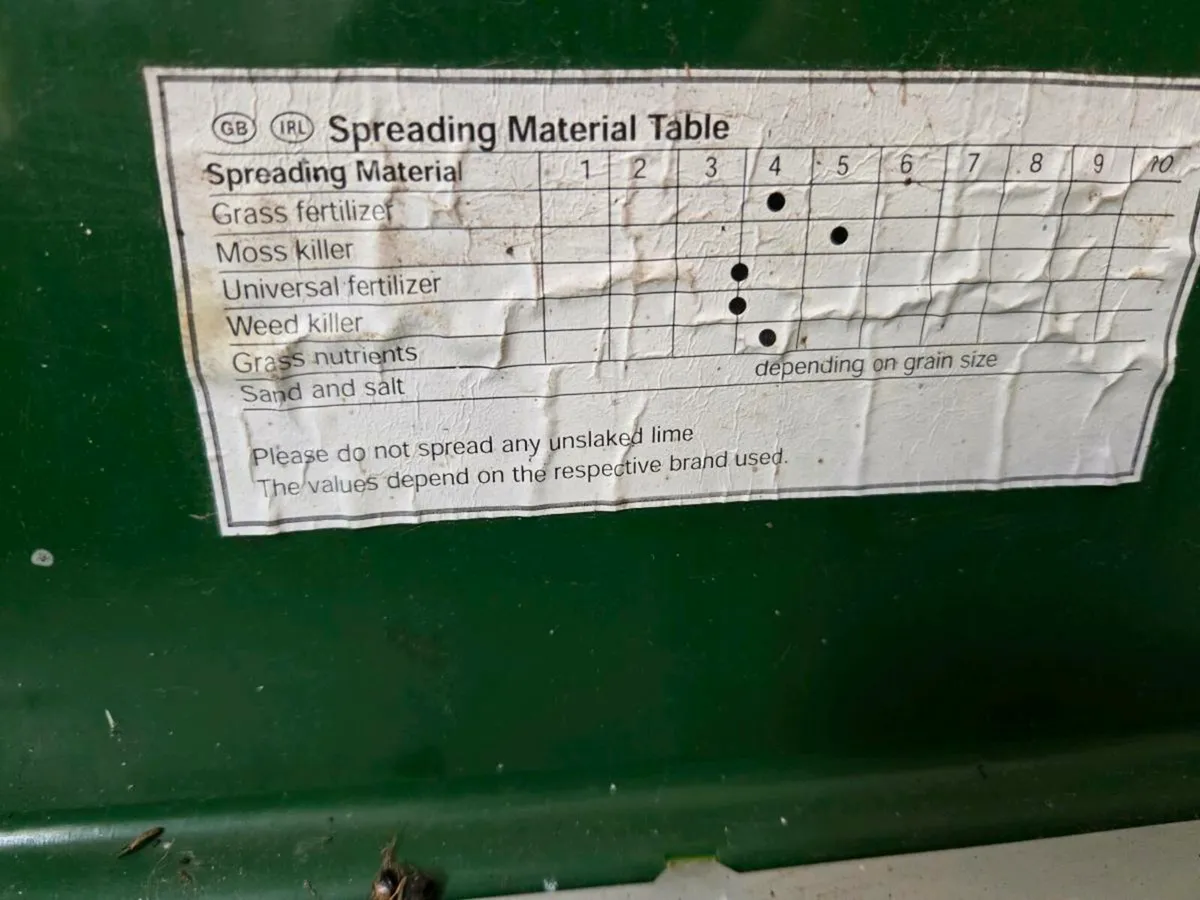 GB IRL Spreading Material Table
Spreading Material 1 2 3 4 5 6 7 8 9 10
Grass fertilizer ●
Moss killer ●
Universal fertilizer ●
Weed killer ●
Grass nutrients ●
Sand and salt depending on grain size
Please do not spread any unslaked lime
The values depend on the respective brand used.